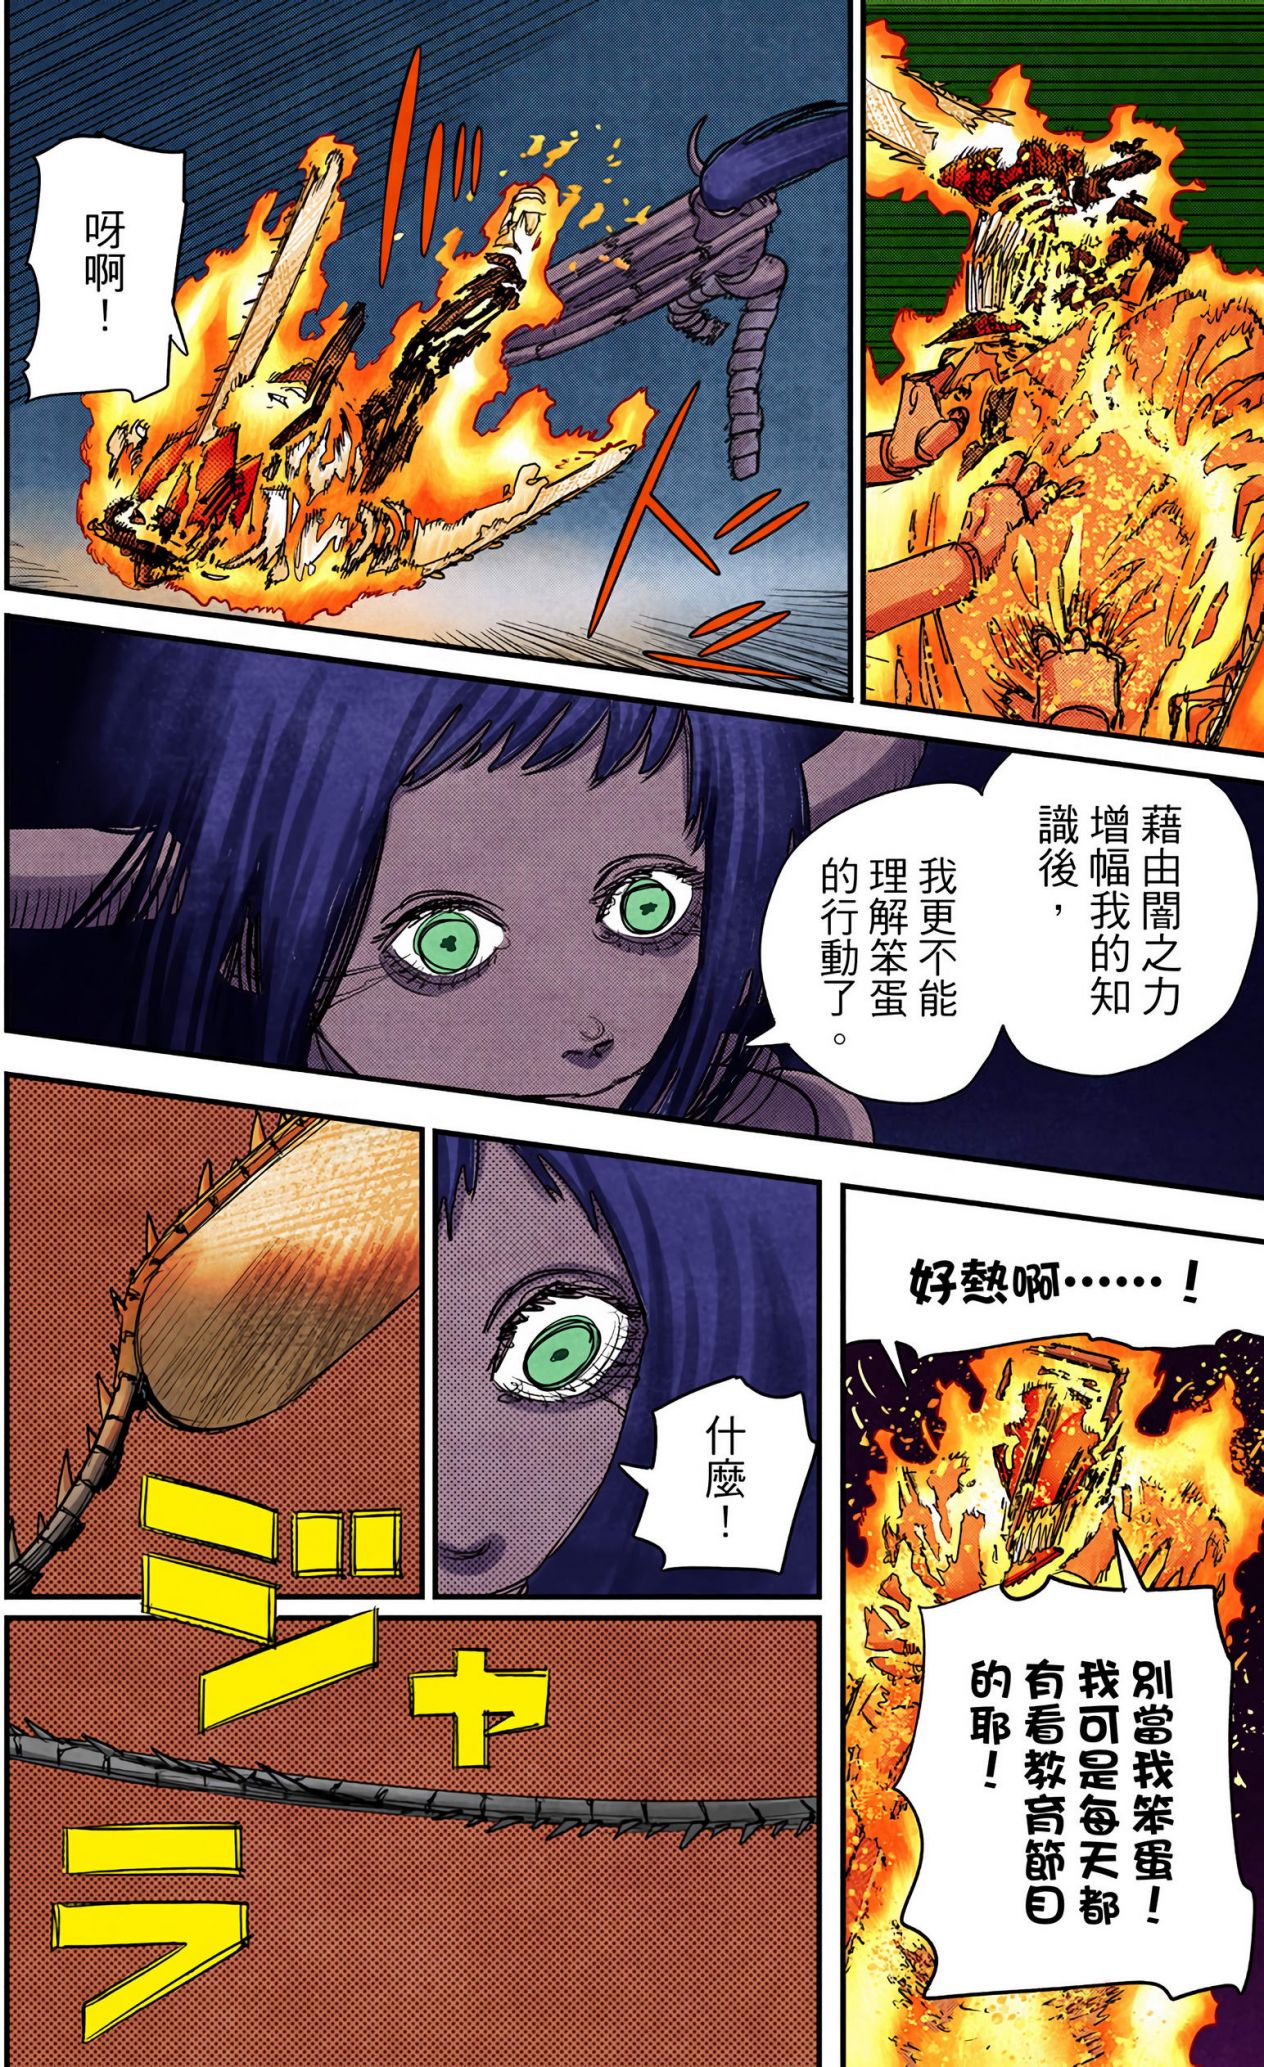 呀啊！
ドッ
藉由闇之力
增幅我的知
識後，
我更不能
理解笨蛋
的行動了。
好熱啊……！
別當我笨蛋！
我可是每天都
有看教育節目
的耶！
什麼！
ジャ
ラ